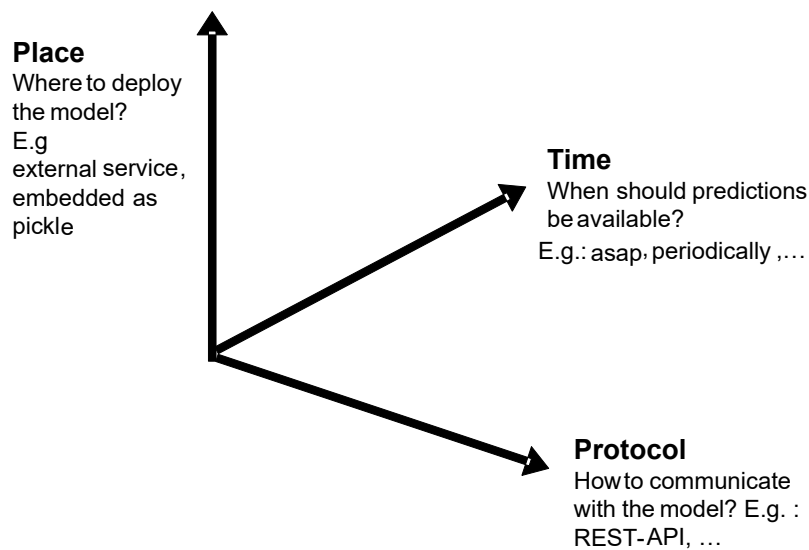 Place
Where to deploy
the model?
E.g
external service,
embedded as
pickle
Time
When should predictions
be available?
E.g.: asap, periodically ,…
Protocol
How to communicate
with the model? E.g. :
REST-API, …